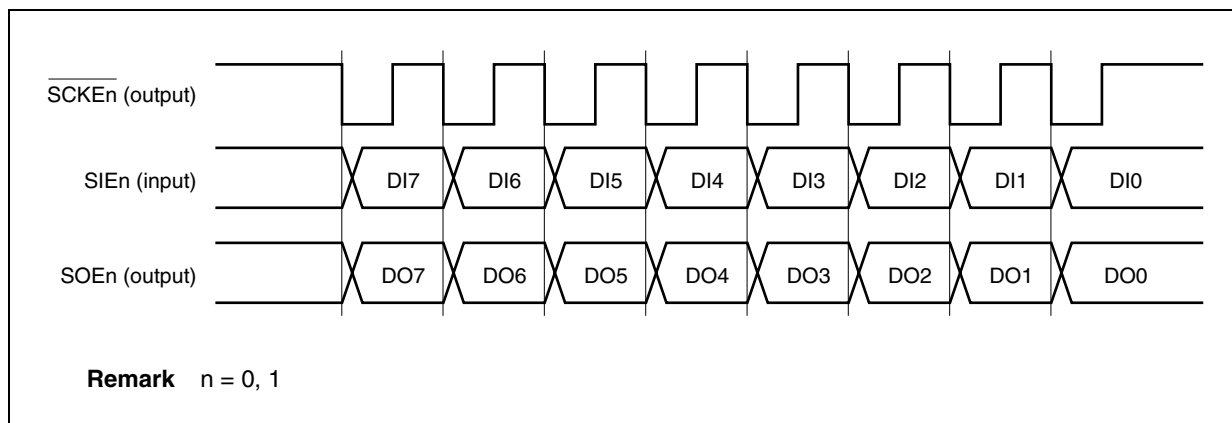 SCKEn (output)
SIEn (input) DI7 DI6 DI5 DI4 DI3 DI2 DI1 DI0
SOEn (output) DO7 DO6 DO5 DO4 DO3 DO2 DO1 DO0
Remark n = 0, 1